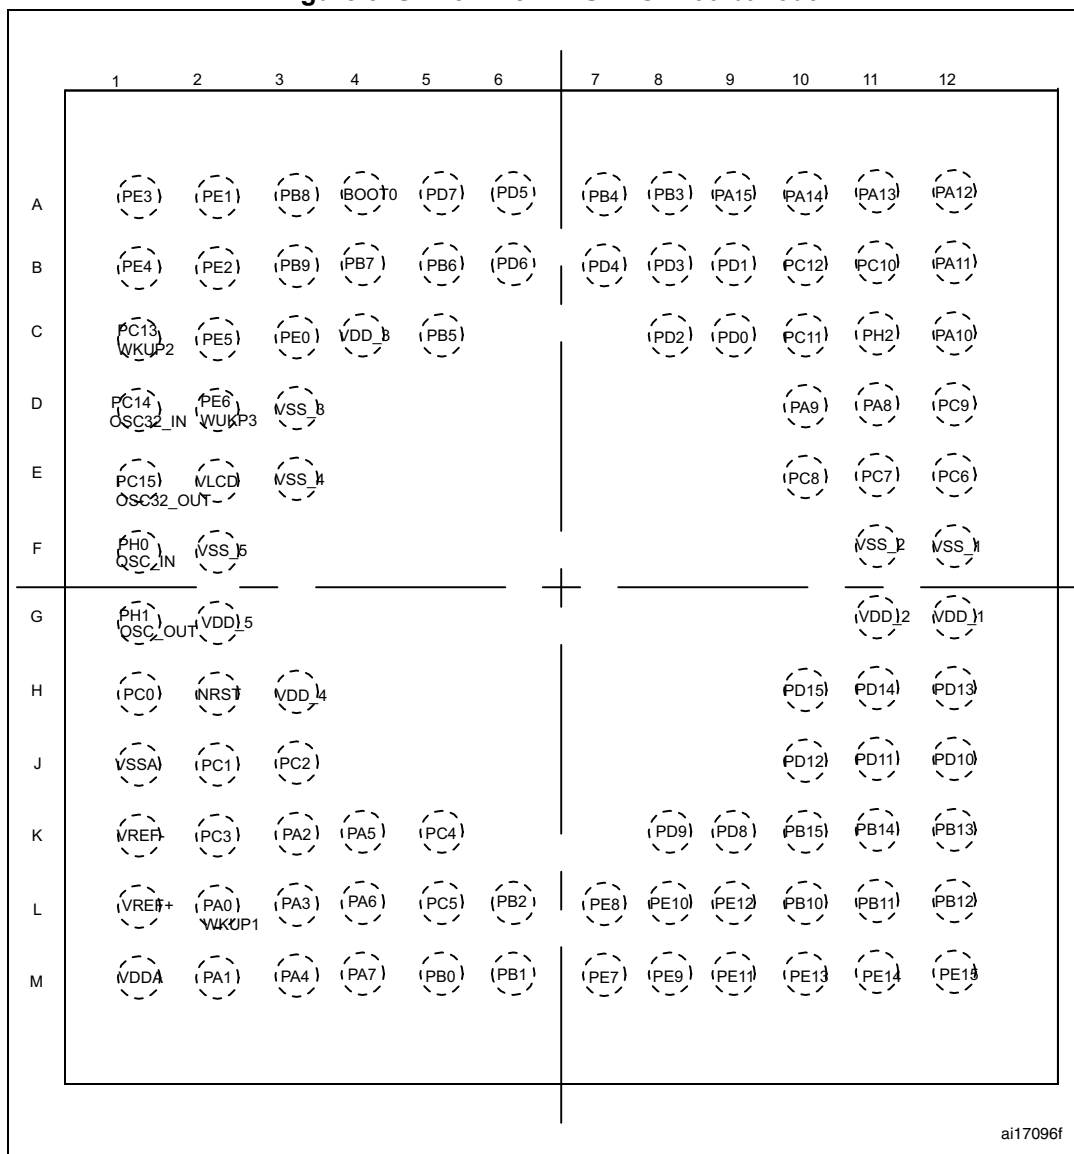 1 2 3 4 5 6 7 8 9 10 11 12
A PE3 PE1 PB8 BOOT0 PD7 PD5 PB4 PB3 PA15 PA14 PA13 PA12
B PE4 PE2 PB9 PB7 PB6 PD6 PD4 PD3 PD1 PC12 PC10 PA11
C PC13 WKUP2 PE5 PE0 VDD_3 PB5 PD2 PD0 PC11 PH2 PA10
D PC14 OSC32_IN PE6 WUKP3 VSS_3 PA9 PA8 PC9
E PC15 OSC32_OUT VLCD VSS_4 PC8 PC7 PC6
F PH0 OSC_IN VSS_5 VSS_2 VSS_1
G PH1 OSC_OUT VDD_5 VDD_2 VDD_1
H PC0 NRST VDD_4 PD15 PD14 PD13
J VSSA PC1 PC2 PD12 PD11 PD10
K VREF- PC3 PA2 PA5 PC4 PD9 PD8 PB15 PB14 PB13
L VREF+ PA0 WKUP1 PA3 PA6 PC5 PB2 PE8 PE10 PE12 PB10 PB11 PB12
M VDDA PA1 PA4 PA7 PB0 PB1 PE7 PE9 PE11 PE13 PE14 PE15
ai17096f